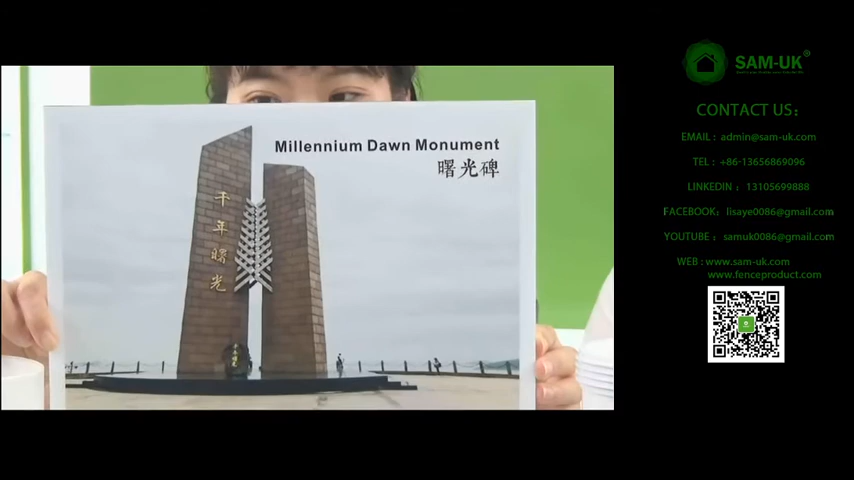 Millennium Dawn Monument
曙光碑
千年曙光
SAM-UK®
CONTACT US:
EMAIL : admin@sam-uk.com
TEL : +86-13656869096
LINKEDIN : 13105699888
FACEBOOK: lisaye0086@gmail.com
YOUTUBE : samuk0086@gmail.com
WEB : www.sam-uk.com
www.fenceproduct.com